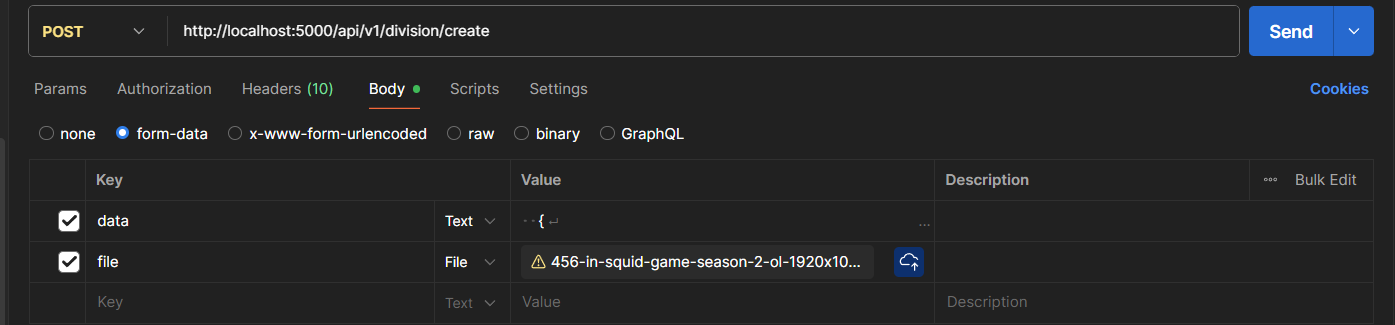 POST http://localhost:5000/api/v1/division/create Send
Params Authorization Headers (10) Body Scripts Settings Cookies
none form-data x-www-form-urlencoded raw binary GraphQL
Key Value Description Bulk Edit
data Text { ...
file File 456-in-squid-game-season-2-ol-1920x10...
Key Text Value Description